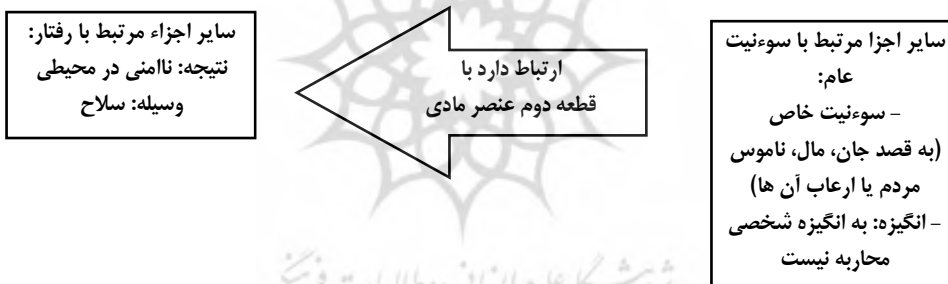 سایر اجزا مرتبط با سوءنیت
عام:
- سوءنیت خاص
(به قصد جان، مال، ناموس
مردم یا ارعاب آن ها)
- انگیزه: به انگیزه شخصی
محاربه نیست
ارتباط دارد با
قطعه دوم عنصر مادی
سایر اجزاء مرتبط با رفتار:
نتیجه: ناامنی در محیطی
وسیله: سلاح